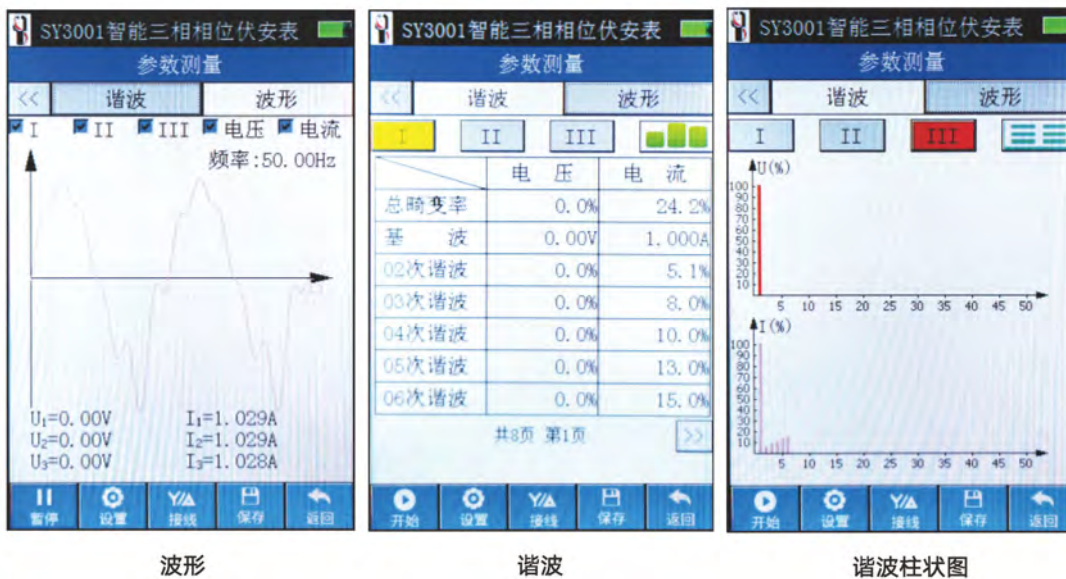 SY3001智能三相相位伏安表
参数测量
<< 谐波 波形
I II III 电压 电流
频率:50.00Hz
U₁=0.00V I₁=1.029A
U₂=0.00V I₂=1.029A
U₃=0.00V I₃=1.028A
暂停 设置 Y/▲ 接线 保存 返回
波形
SY3001智能三相相位伏安表
参数测量
<< 谐波 波形
I II III
电压 电流
总畸变率 0.0% 24.2%
基波 0.00V 1.000A
02次谐波 0.0% 5.1%
03次谐波 0.0% 8.0%
04次谐波 0.0% 10.0%
05次谐波 0.0% 13.0%
06次谐波 0.0% 15.0%
共8页 第1页 >>
开始 设置 Y/▲ 接线 保存 返回
谐波
SY3001智能三相相位伏安表
参数测量
<< 谐波 波形
I II III
U(%)
100
90
80
70
60
50
40
30
20
10
5 10 15 20 25 30 35 40 45 50
I(%)
100
90
80
70
60
50
40
30
20
10
5 10 15 20 25 30 35 40 45 50
开始 设置 Y/▲ 接线 保存 返回
谐波柱状图